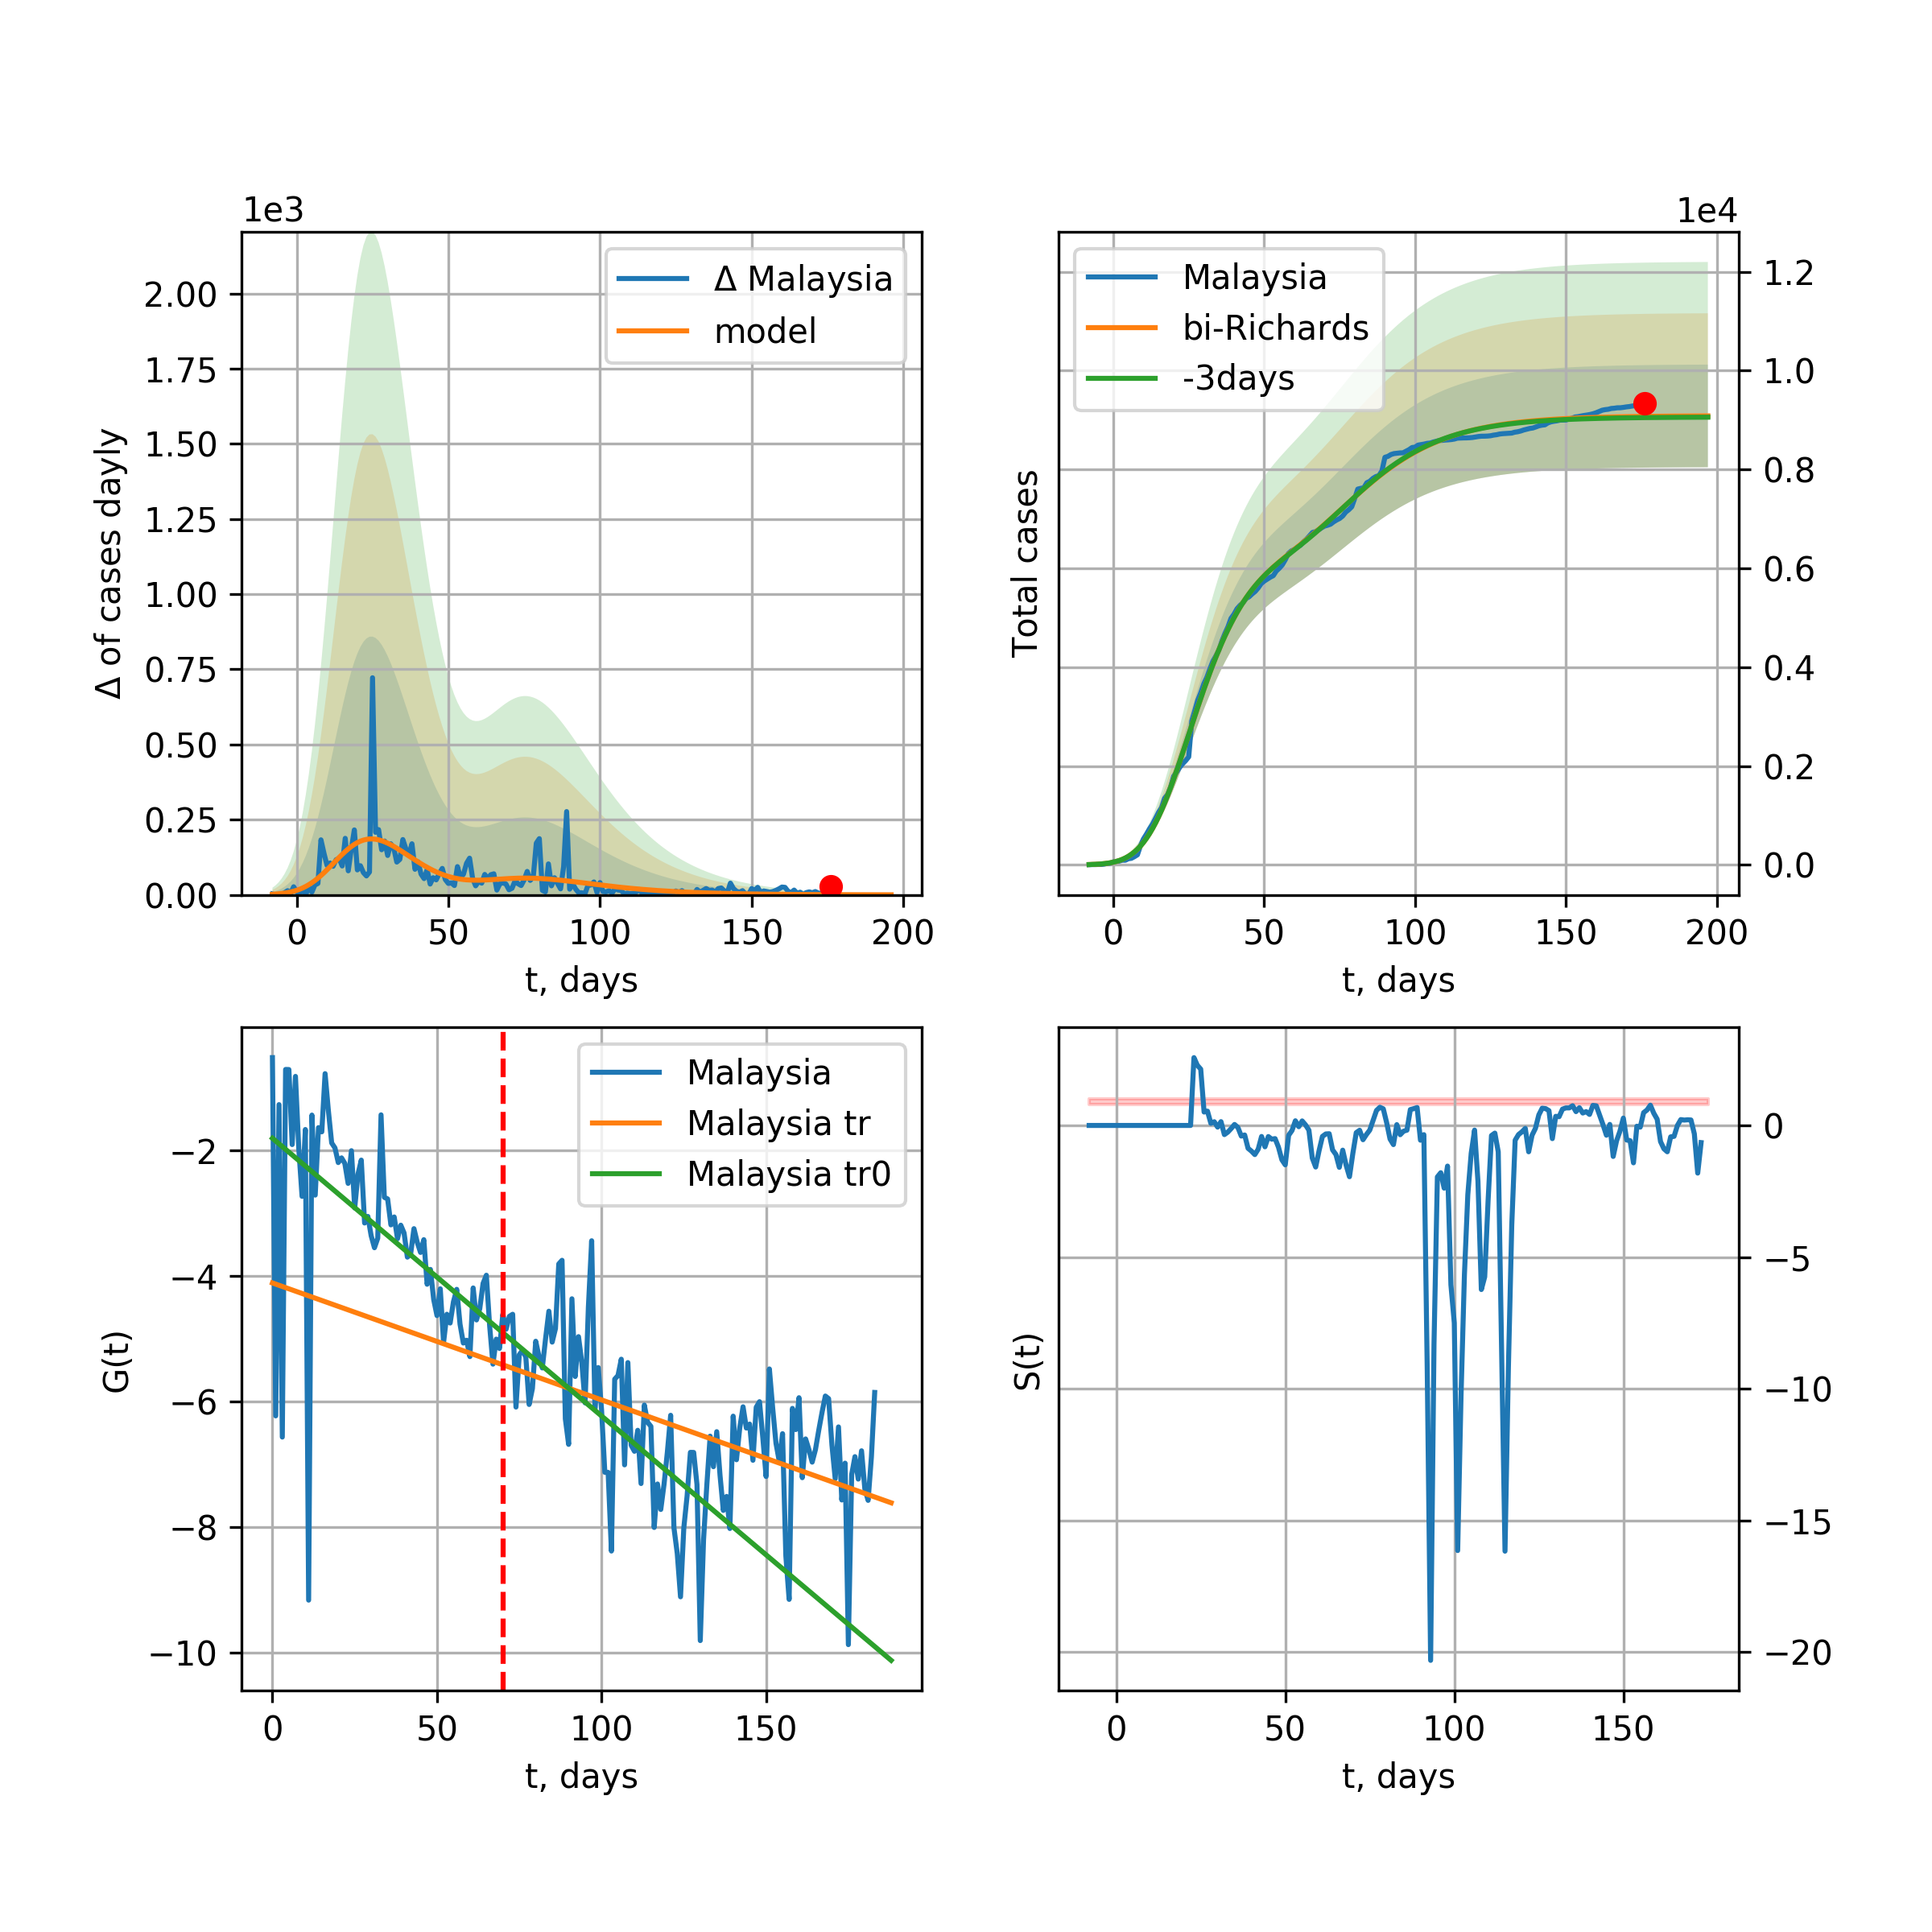 1e3
Δ of cases dayly
2.00
1.75
1.50
1.25
1.00
0.75
0.50
0.25
0.00
Δ Malaysia
model
0
50
100
150
200
t, days
1e4
Total cases
Malaysia
bi-Richards
-3days
1.2
1.0
0.8
0.6
0.4
0.2
0.0
0
50
100
150
200
t, days
G(t)
−2
−4
−6
−8
−10
Malaysia
Malaysia tr
Malaysia tr0
0
50
100
150
t, days
S(t)
0
−5
−10
−15
−20
0
50
100
150
t, days